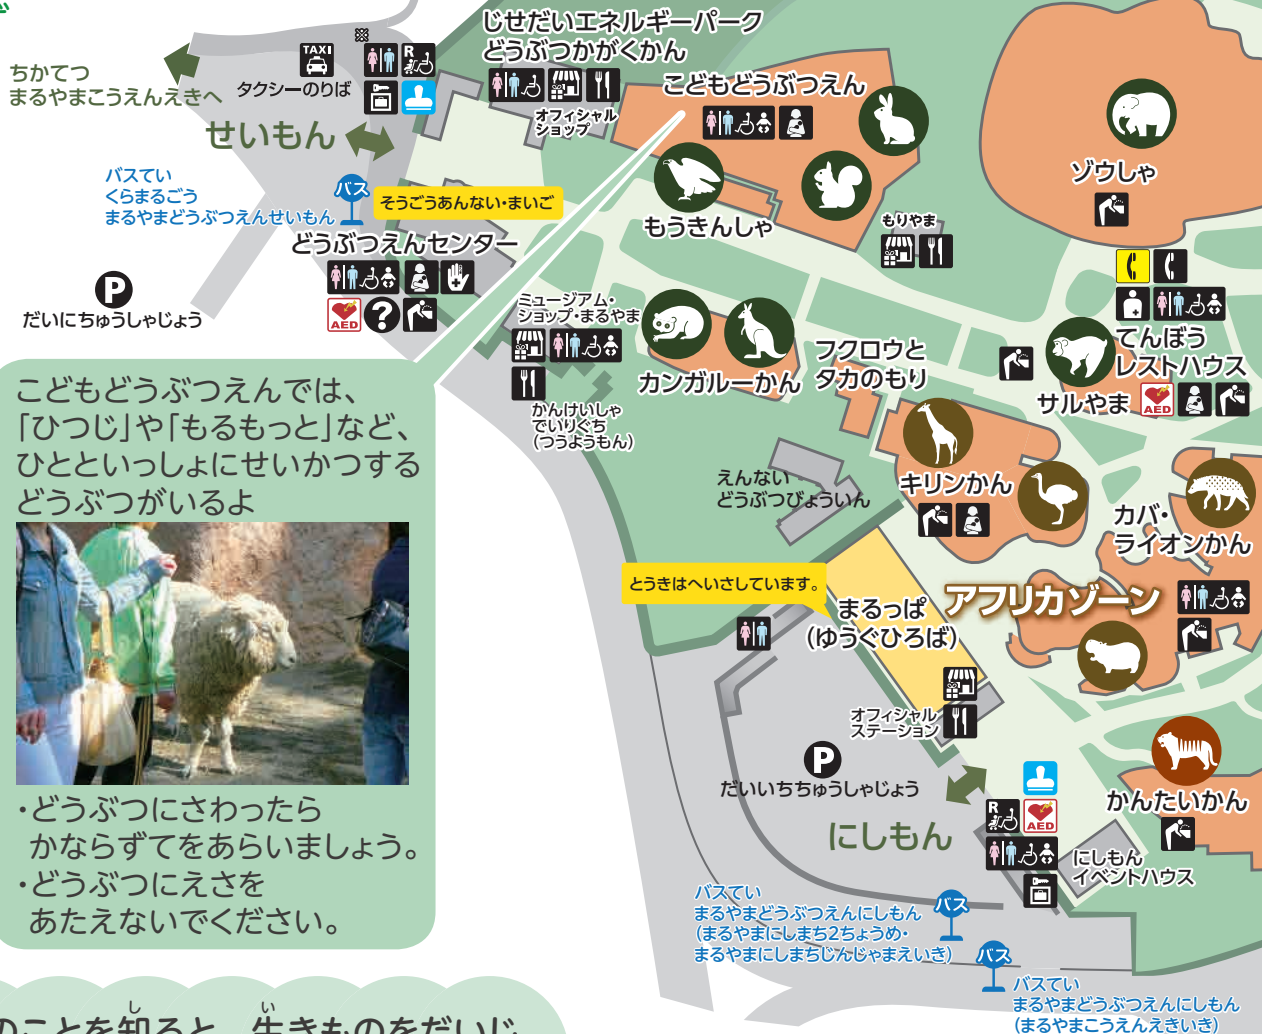 じせだいエネルギーパーク
どうぶつかがくかん
TAXI
R
タクシーのりば
ちかてつ
まるやまこうえんえきへ
せいもん
オフィシャル
ショップ
こどもどうぶつえん
ゾウしゃ
バスてい
くらまるごう
まるやまどうぶつえんせいもん
バス
そうごうあんない・まいご
もうきんしゃ
もりやま
どうぶつえんセンター
AED
?
P
だいにちゅうしゃじょう
ミュージアム・
ショップ・まるやま
かんけいしゃ
でいりぐち
(つうようもん)
カンガルーかん
フクロウと
タカのもり
てんぼう
レストハウス
サルやま
AED
こどもどうぶつえんでは、
「ひつじ」や「もるもっと」など、
ひとといっしょにせいかつする
どうぶつがいるよ
・どうぶつにさわったら
かならずてをあらいましょう。
・どうぶつにえさを
あたえないでください。
えんない
どうぶつびょういん
キリンかん
カバ・
ライオンかん
とうきはへいさしています。
まるっぱ
(ゆうぐひろば)
アフリカゾーン
オフィシャル
ステーション
P
だいいちちゅうしゃじょう
にしもん
R
AED
かんたいかん
にしもん
イベントハウス
バスてい
まるやまどうぶつえんにしもん
(まるやまにしまち2ちょうめ・
まるやまにしまちじんじゃまえいき)
バス
バス
バスてい
まるやまどうぶつえんにしもん
(まるやまこうえんえきいき)
のことを知ると、生きものをだいじ
し
い